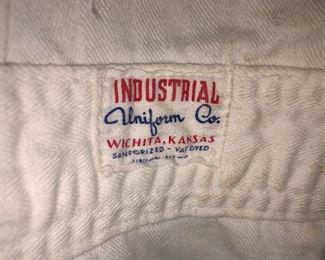 INDUSTRIAL
Uniform Co.
WICHITA, KANSAS
SANFORIZED - VAT DYED